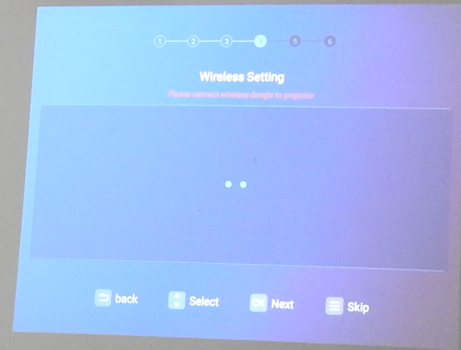 1 2 3 4 5 6
Wireless Setting
Please connect wireless dongle to projector
back Select OK Next Skip